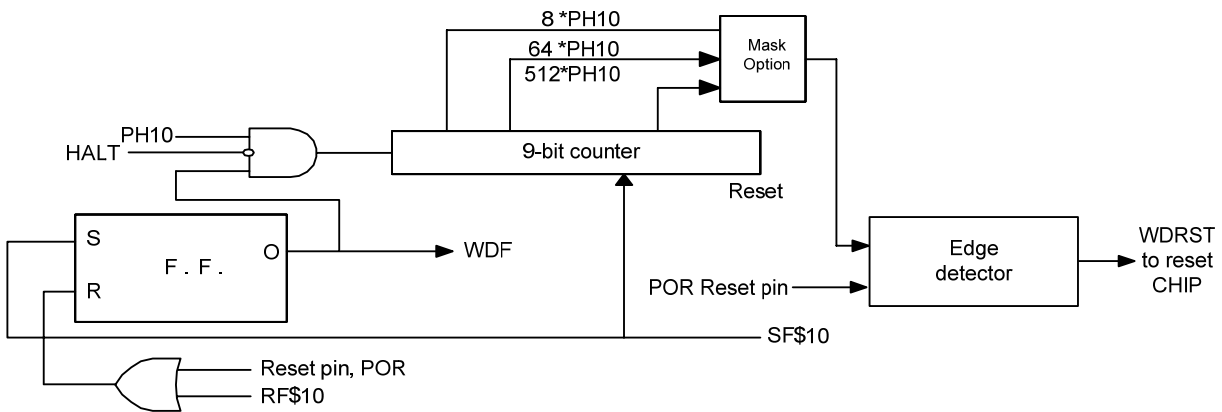 8 *PH10
64 *PH10
512*PH10
Mask
Option
PH10
HALT
9-bit counter
Reset
S
R
F . F .
O
WDF
Edge
detector
WDRST
to reset
CHIP
POR Reset pin
SF$10
Reset pin, POR
RF$10